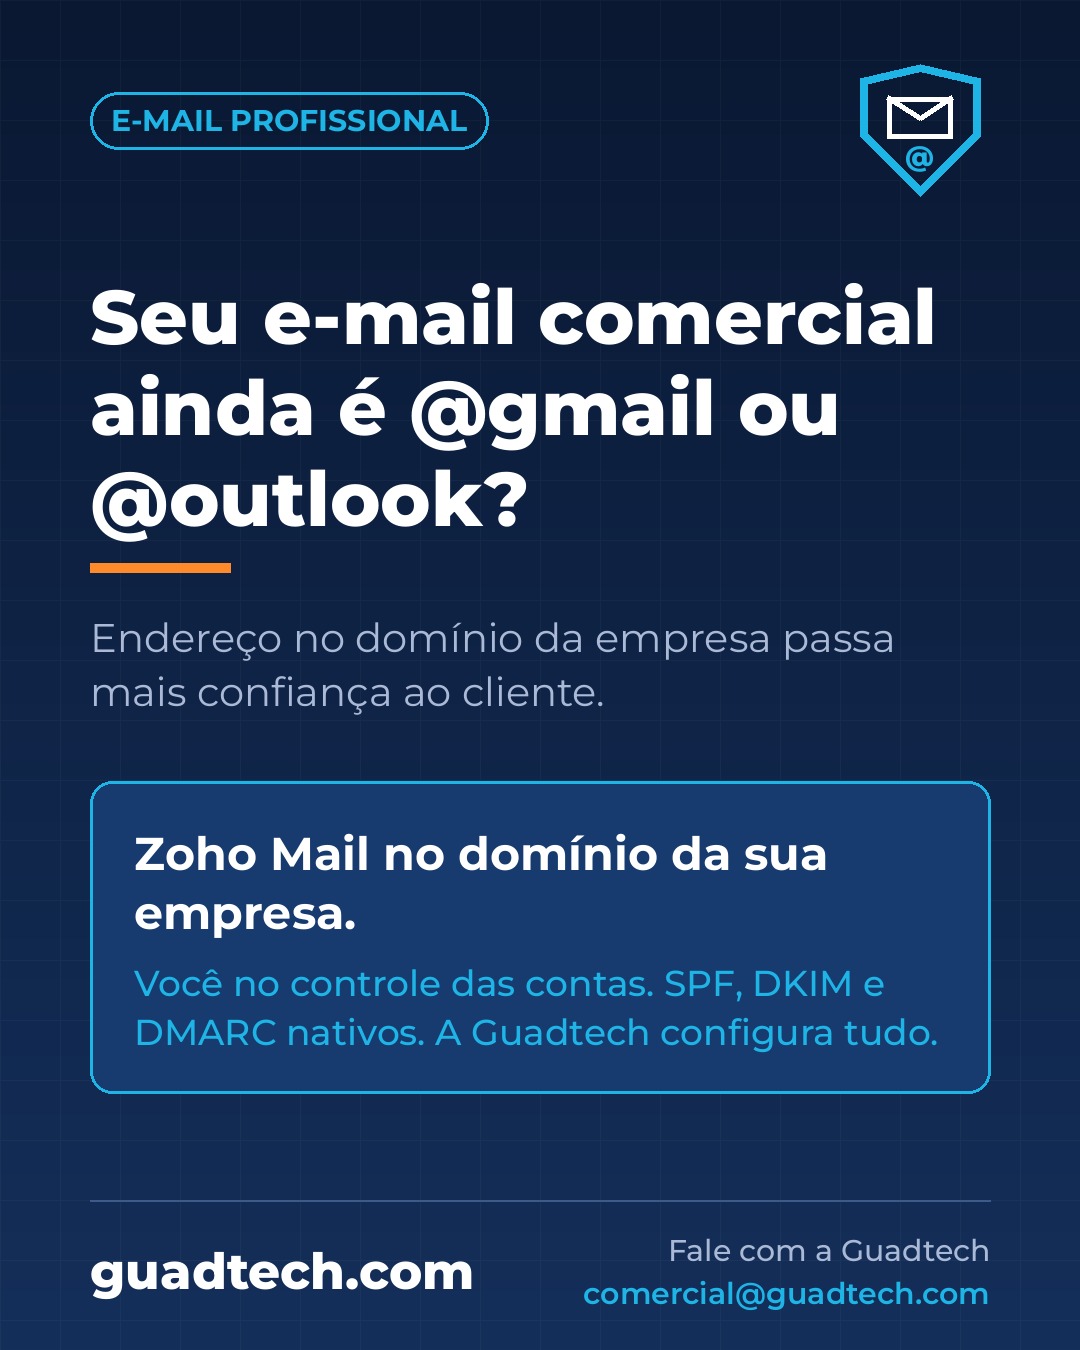 E-MAIL PROFISSIONAL
@
Seu e-mail comercial
ainda é @gmail ou
@outlook?
Endereço no domínio da empresa passa
mais confiança ao cliente.
Zoho Mail no domínio da sua
empresa.
Você no controle das contas. SPF, DKIM e
DMARC nativos. A Guadtech configura tudo.
guadtech.com
Fale com a Guadtech
comercial@guadtech.com